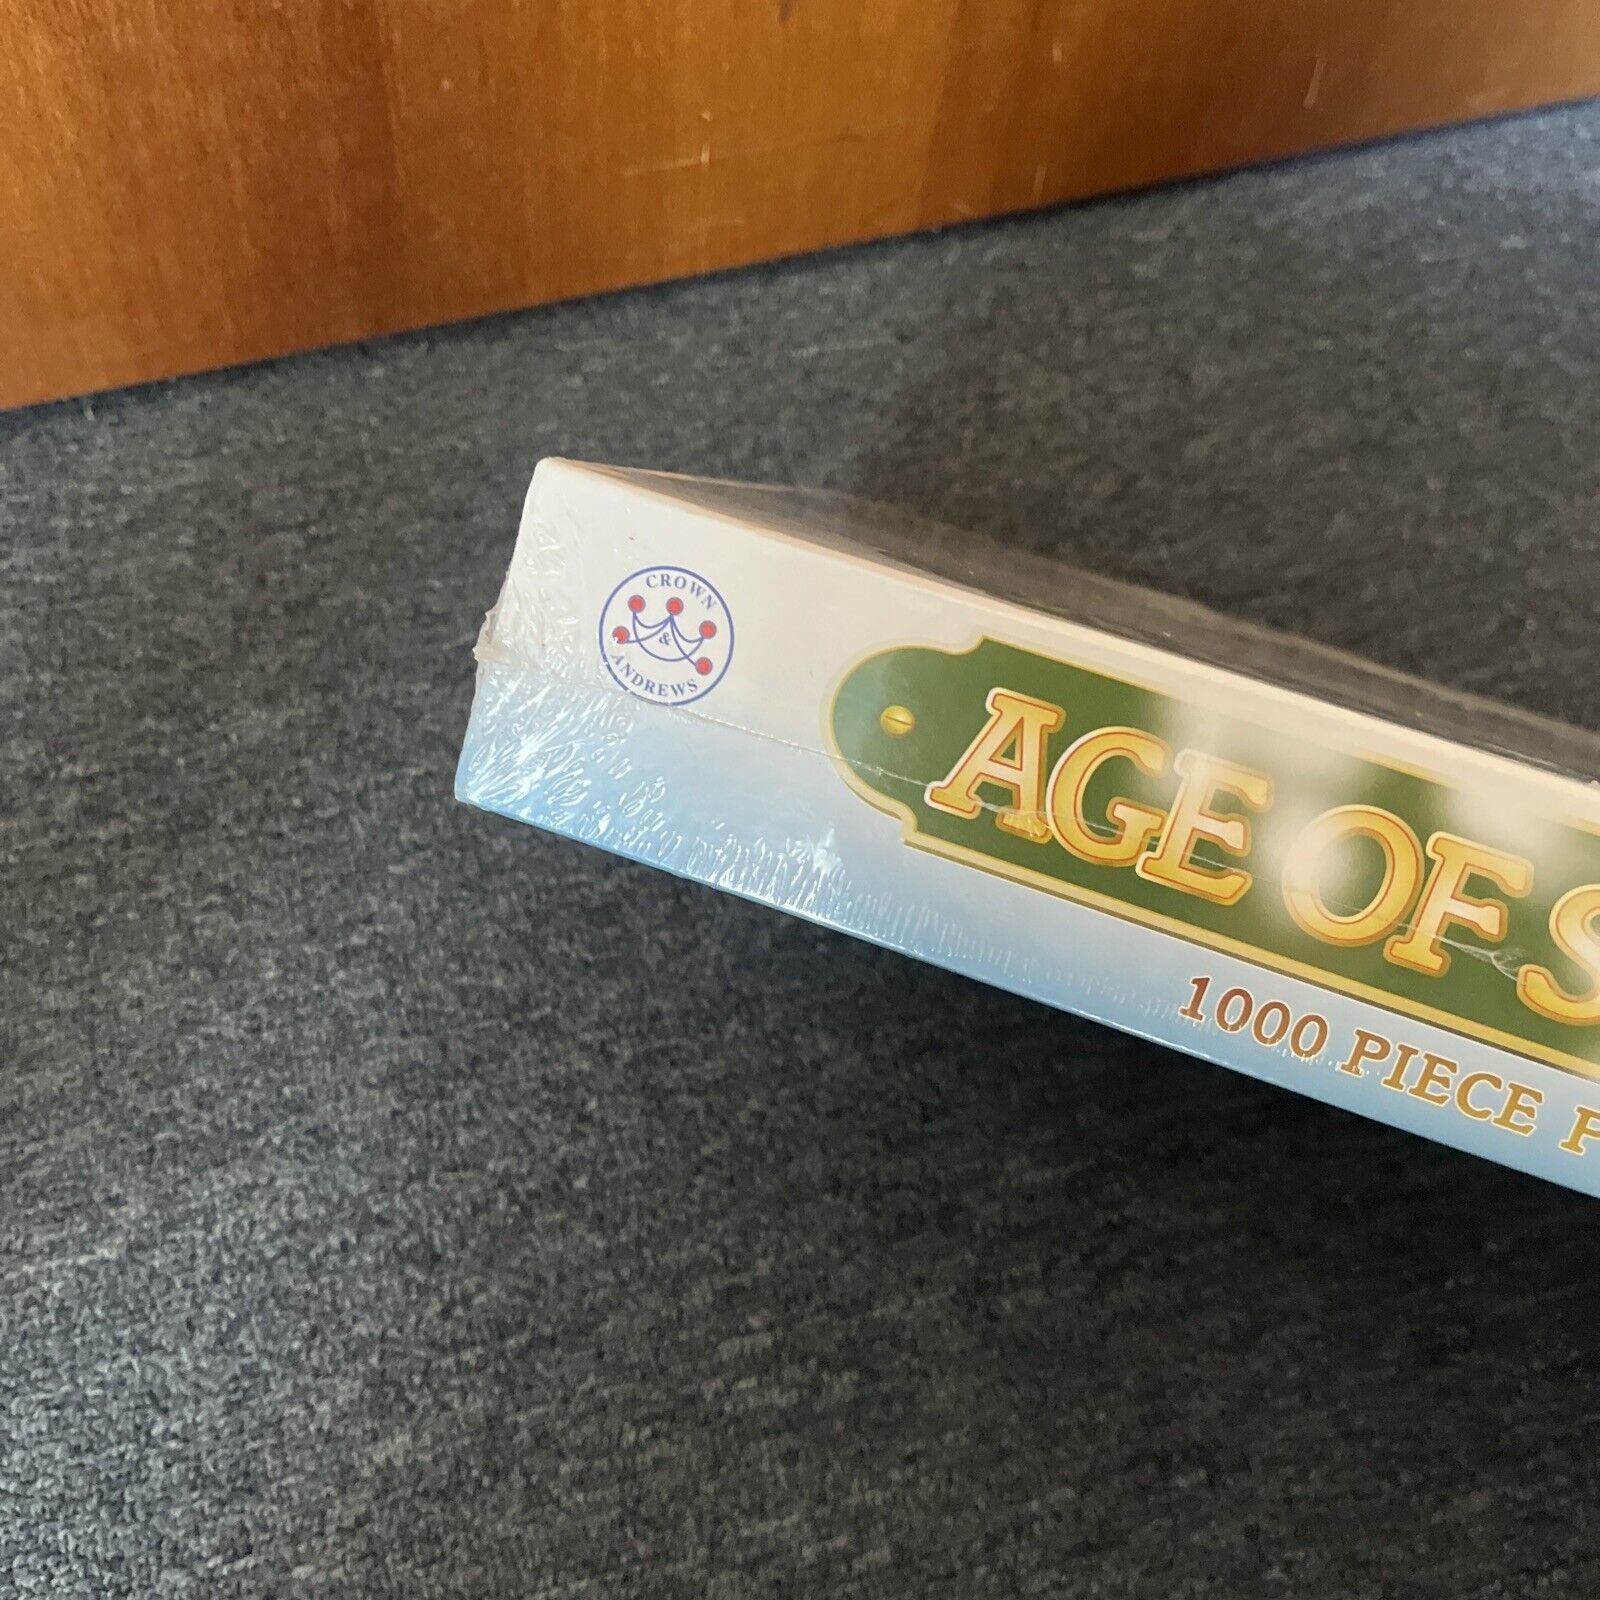 CROWN
&
ANDREWS
AGE OF S
1000 PIECE P